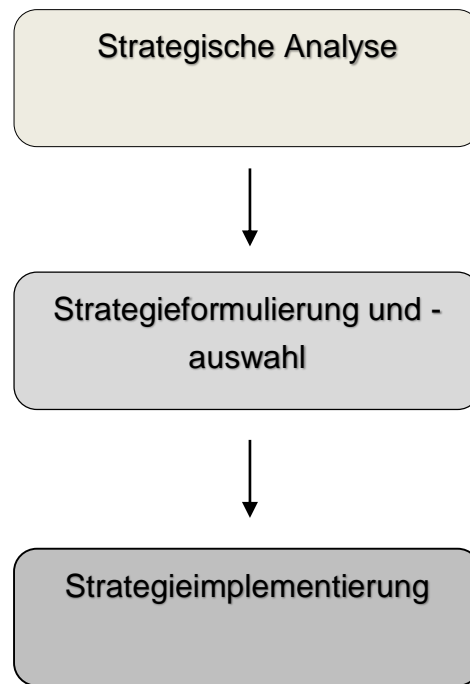 Strategische Analyse
Strategieformulierung und -
auswahl
Strategieimplementierung